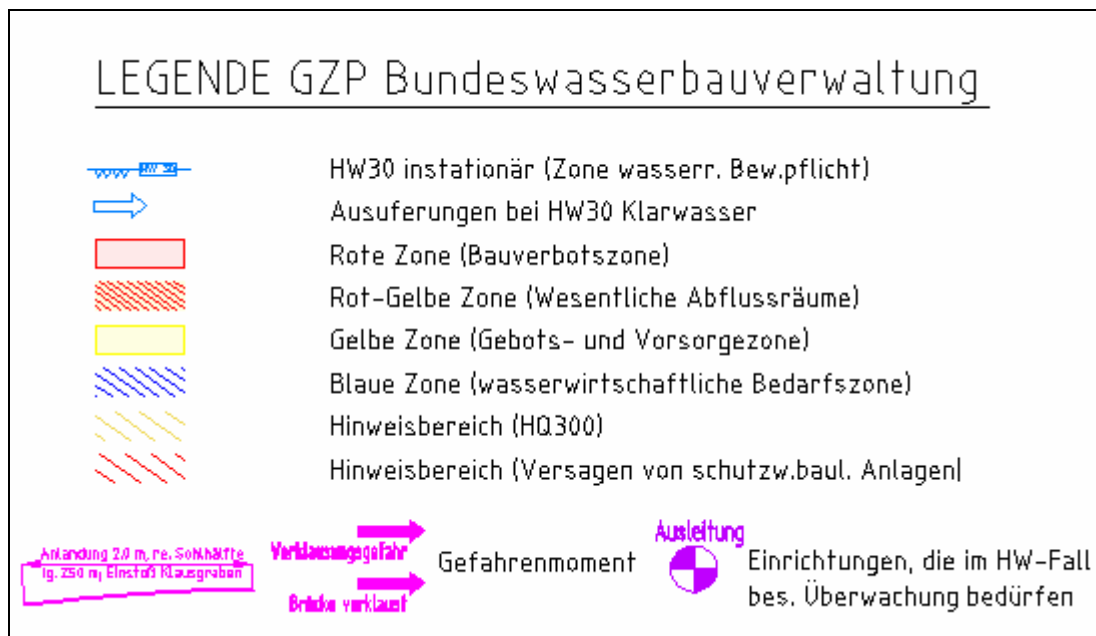 LEGENDE GZP Bundeswasserbauverwaltung
HW 30
HW30 instationär (Zone wasserr. Bew.pflicht)
Ausuferungen bei HW30 Klarwasser
Rote Zone (Bauverbotszone)
Rot-Gelbe Zone (Wesentliche Abflussräume)
Gelbe Zone (Gebots- und Vorsorgezone)
Blaue Zone (wasserwirtschaftliche Bedarfszone)
Hinweisbereich (HQ300)
Hinweisbereich (Versagen von schutzw.baul. Anlagen|
Anlandung 2.0 m, re. Sohlhälfte
lg. 250 m, Einstoß Klausgraben
Verklausungsgefahr
Brücke verklaust
Gefahrenmoment
Ausleitung
Einrichtungen, die im HW-Fall
bes. Überwachung bedürfen